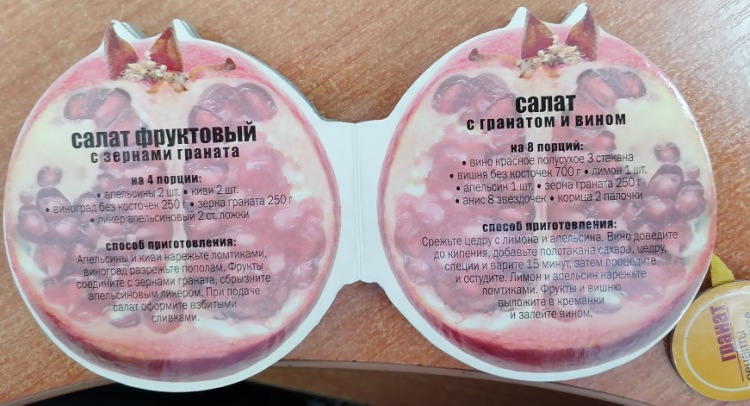 салат фруктовый
с зернами граната
на 4 порции:
• апельсины 2 шт. • киви 2 шт.
• виноград без косточек 250 г • зерна граната 250 г
• ликер апельсиновый 2 ст. ложки
способ приготовления:
Апельсины и киви нарежьте ломтиками,
виноград разрежьте пополам. Фрукты
соедините с зернами граната, сбрызните
апельсиновым ликером. При подаче
салат оформите взбитыми
сливками.
салат
с гранатом и вином
на 8 порций:
• вино красное полусухое 3 стакана
• вишня без косточек 700 г • лимон 1 шт.
• апельсин 1 шт. • зерна граната 250 г
• анис 8 звездочек • корица 2 палочки
способ приготовления:
Срежьте цедру с лимона и апельсина. Вино доведите
до кипения, добавьте полстакана сахара, цедру,
специи и варите 15 минут, затем процедите
и остудите. Лимон и апельсин нарежьте
ломтиками. Фрукты и вишню
выложите в креманки
и залейте вином.
гранат